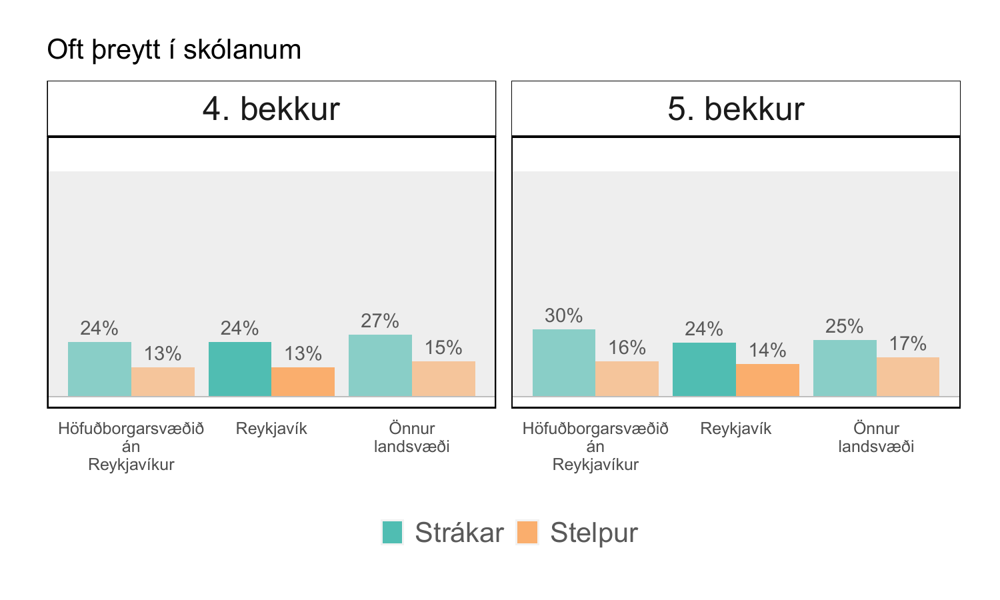 Oft þreytt í skólanum
4. bekkur
24%
13%
24%
13%
27%
15%
Höfuðborgarsvæðið
án
Reykjavíkur
Reykjavík
Önnur
landsvæði
5. bekkur
30%
16%
24%
14%
25%
17%
Höfuðborgarsvæðið
án
Reykjavíkur
Reykjavík
Önnur
landsvæði
Strákar
Stelpur